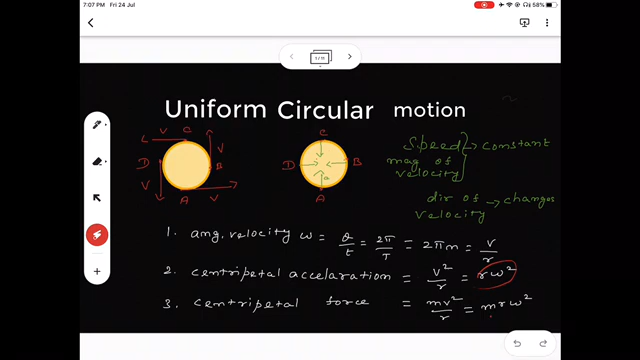 7:07 PM Fri 24 Jul
58%
1/11
Uniform Circular motion
V C
L
V
D B
V
A V
C
D B
a
A
Speed
mag of velocity → constant
dir of velocity → changes
1. ang. velocity ω = θ/t = 2π/T = 2πn = V/r
2. centripetal accelaration = V²/r = rω²
3. centripetal force = mv²/r = mrω²